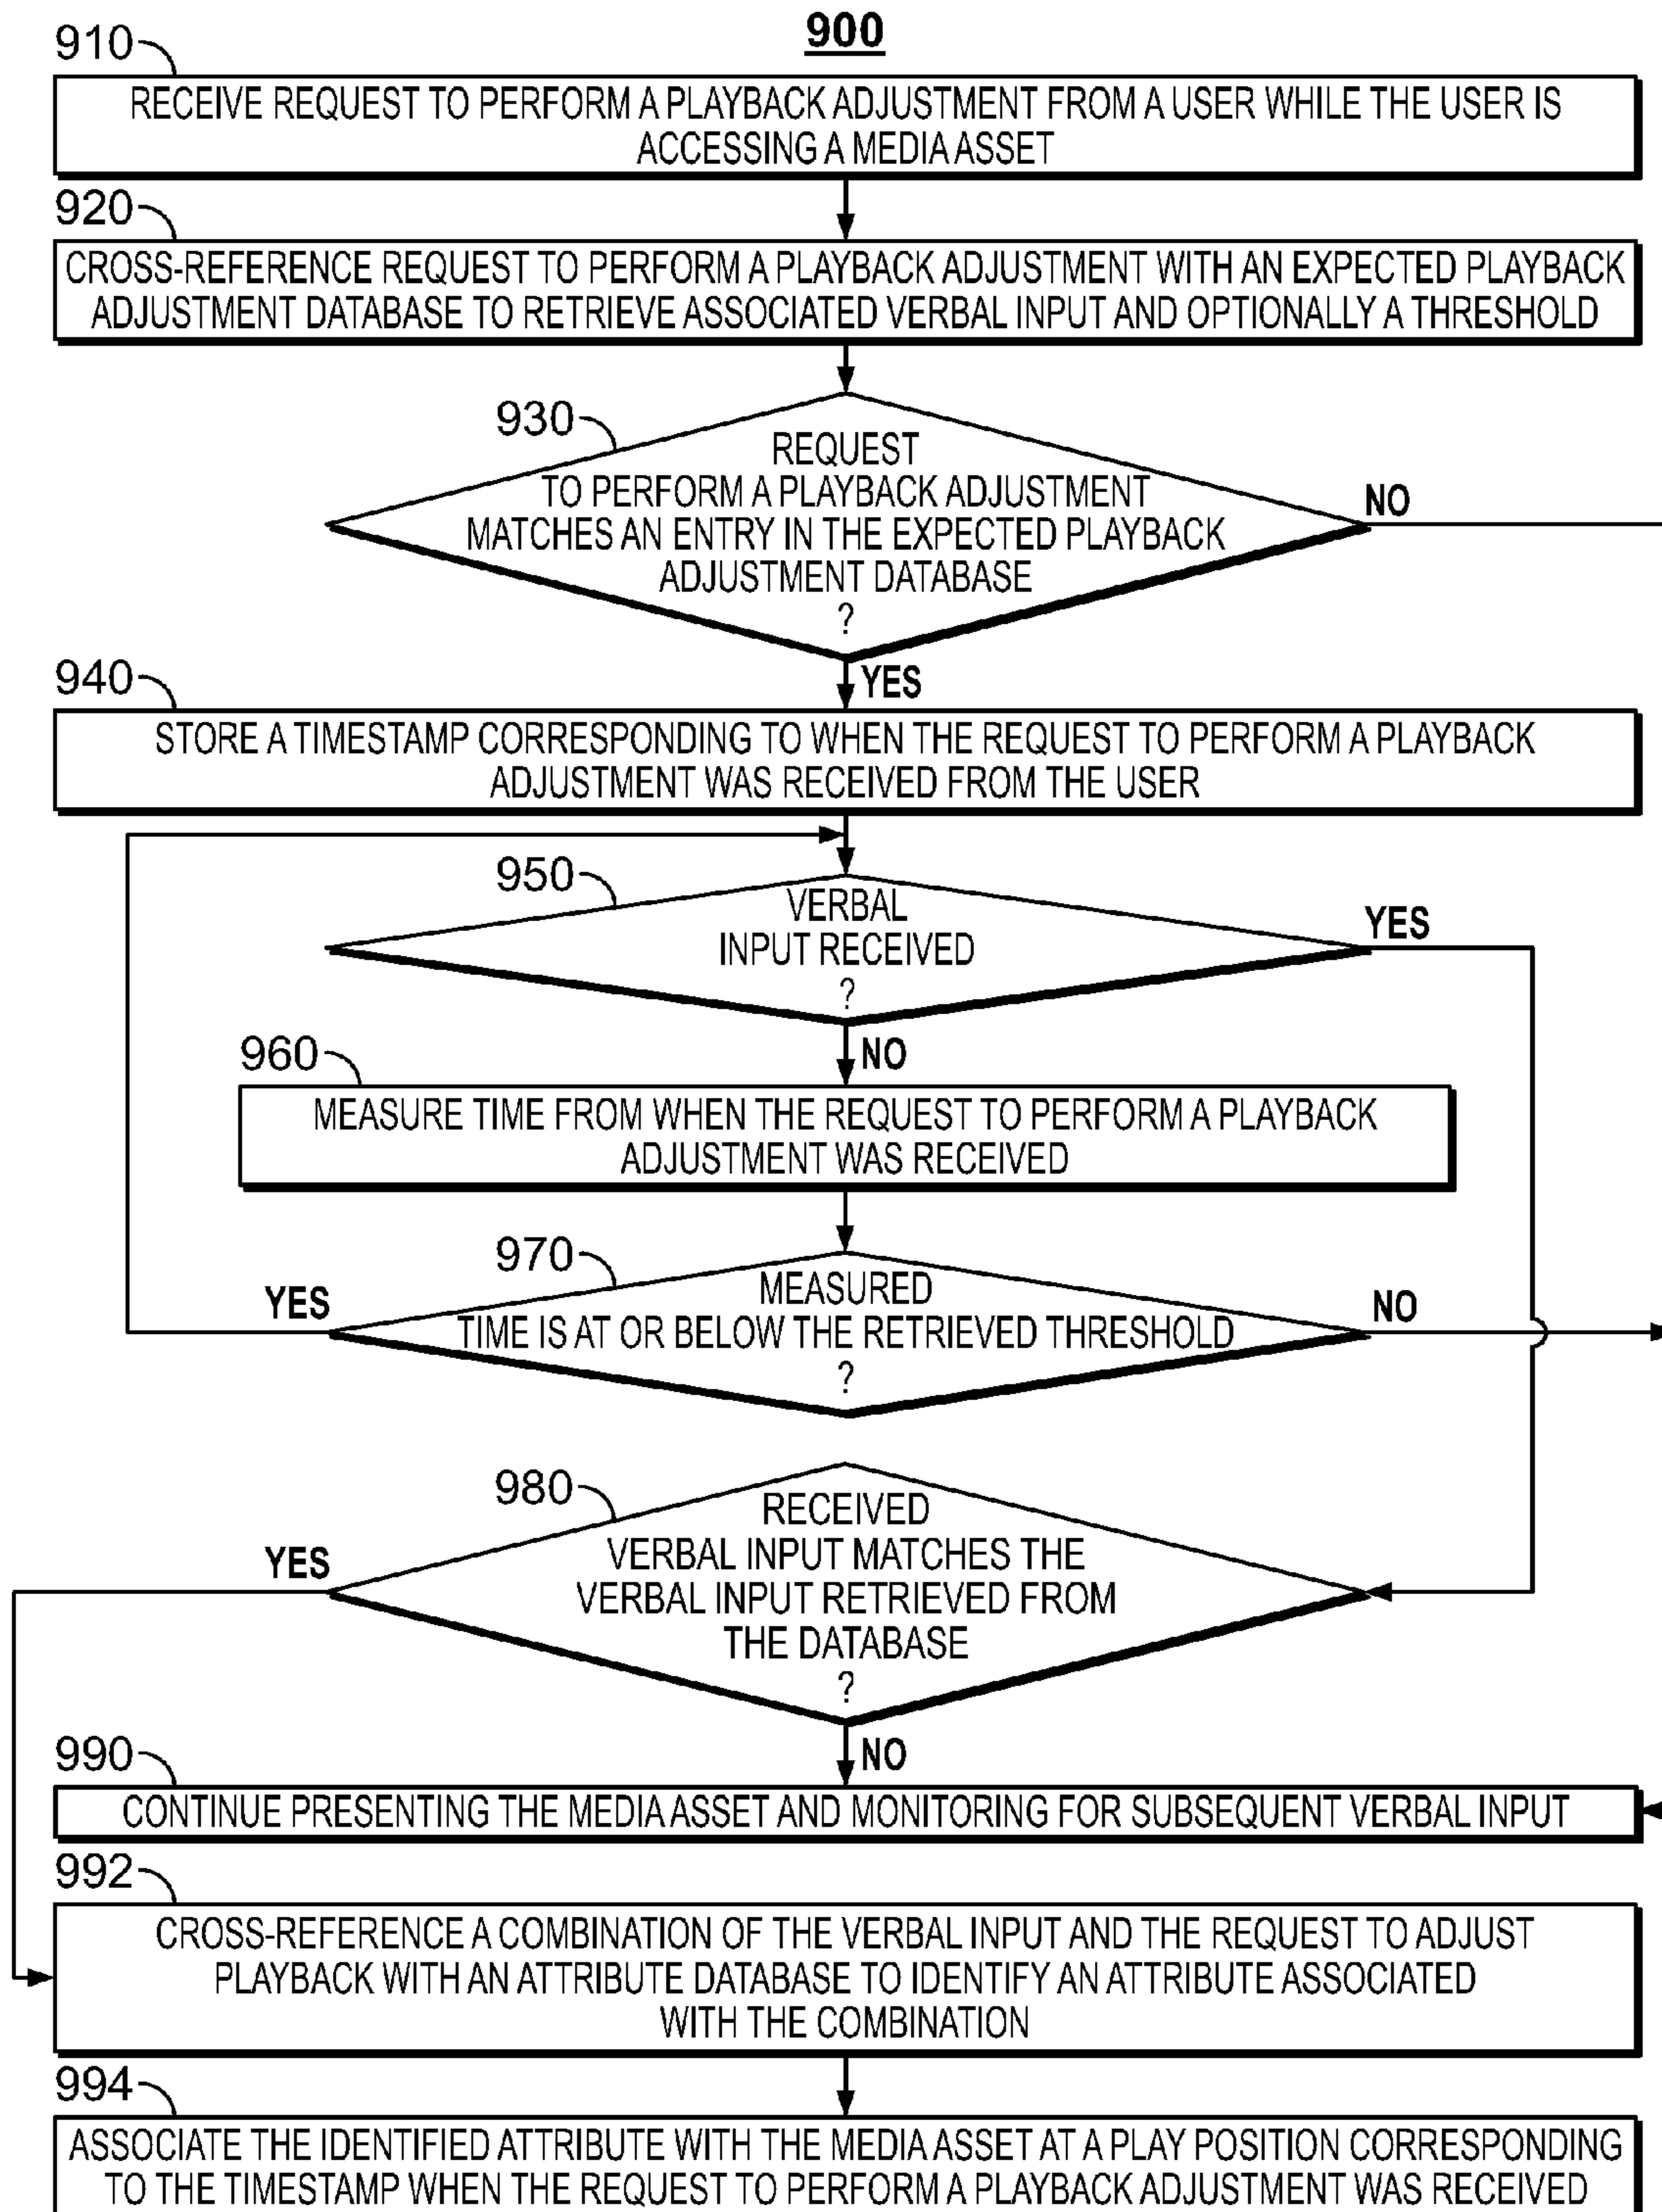 900
910
RECEIVE REQUEST TO PERFORM A PLAYBACK ADJUSTMENT FROM A USER WHILE THE USER IS
ACCESSING A MEDIA ASSET
920
CROSS-REFERENCE REQUEST TO PERFORM A PLAYBACK ADJUSTMENT WITH AN EXPECTED PLAYBACK
ADJUSTMENT DATABASE TO RETRIEVE ASSOCIATED VERBAL INPUT AND OPTIONALLY A THRESHOLD
930
REQUEST
TO PERFORM A PLAYBACK ADJUSTMENT
MATCHES AN ENTRY IN THE EXPECTED PLAYBACK
ADJUSTMENT DATABASE
?
NO
YES
940
STORE A TIMESTAMP CORRESPONDING TO WHEN THE REQUEST TO PERFORM A PLAYBACK
ADJUSTMENT WAS RECEIVED FROM THE USER
950
VERBAL
INPUT RECEIVED
?
YES
NO
960
MEASURE TIME FROM WHEN THE REQUEST TO PERFORM A PLAYBACK
ADJUSTMENT WAS RECEIVED
970
MEASURED
TIME IS AT OR BELOW THE RETRIEVED THRESHOLD
?
YES
NO
980
RECEIVED
VERBAL INPUT MATCHES THE
VERBAL INPUT RETRIEVED FROM
THE DATABASE
?
YES
NO
990
CONTINUE PRESENTING THE MEDIA ASSET AND MONITORING FOR SUBSEQUENT VERBAL INPUT
992
CROSS-REFERENCE A COMBINATION OF THE VERBAL INPUT AND THE REQUEST TO ADJUST
PLAYBACK WITH AN ATTRIBUTE DATABASE TO IDENTIFY AN ATTRIBUTE ASSOCIATED
WITH THE COMBINATION
994
ASSOCIATE THE IDENTIFIED ATTRIBUTE WITH THE MEDIA ASSET AT A PLAY POSITION CORRESPONDING
TO THE TIMESTAMP WHEN THE REQUEST TO PERFORM A PLAYBACK ADJUSTMENT WAS RECEIVED